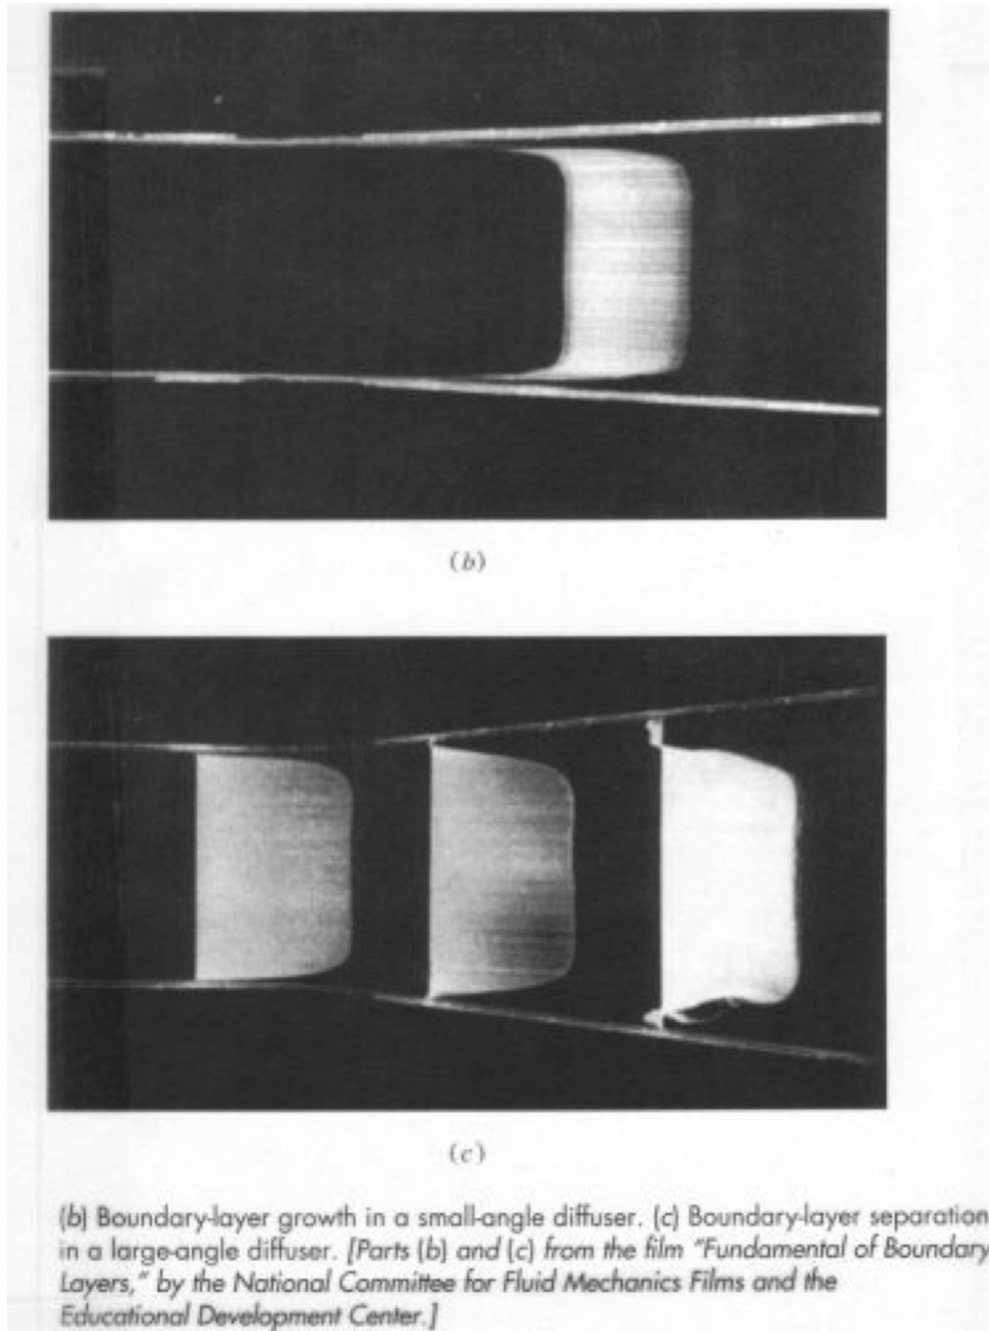 (b)
(c)
(b) Boundary-layer growth in a small-angle diffuser. (c) Boundary-layer separation
in a large-angle diffuser. [Parts (b) and (c) from the film "Fundamental of Boundary
Layers," by the National Committee for Fluid Mechanics Films and the
Educational Development Center.]